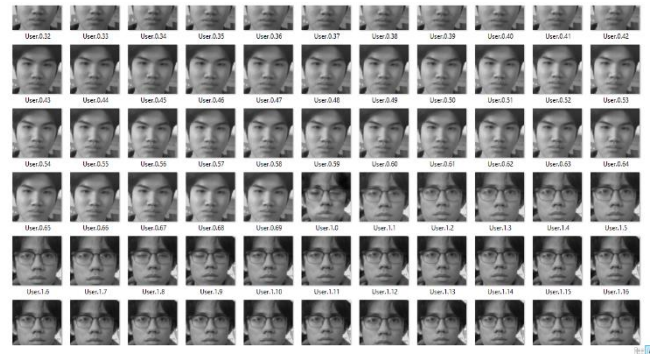 User.0.32 User.0.33 User.0.34 User.0.35 User.0.36 User.0.37 User.0.38 User.0.39 User.0.40 User.0.41 User.0.42
User.0.43 User.0.44 User.0.45 User.0.46 User.0.47 User.0.48 User.0.49 User.0.50 User.0.51 User.0.52 User.0.53
User.0.54 User.0.55 User.0.56 User.0.57 User.0.58 User.0.59 User.0.60 User.0.61 User.0.62 User.0.63 User.0.64
User.0.65 User.0.66 User.0.67 User.0.68 User.0.69 User.1.0 User.1.1 User.1.2 User.1.3 User.1.4 User.1.5
User.1.6 User.1.7 User.1.8 User.1.9 User.1.10 User.1.11 User.1.12 User.1.13 User.1.14 User.1.15 User.1.16